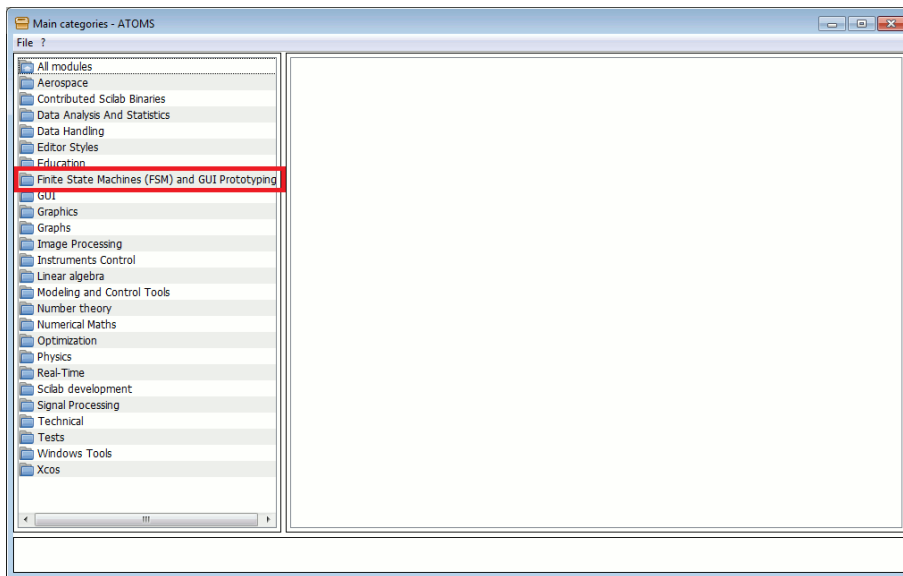 Main categories - ATOMS
File ?
All modules
Aerospace
Contributed Scilab Binaries
Data Analysis And Statistics
Data Handling
Editor Styles
Education
Finite State Machines (FSM) and GUI Prototyping
GUI
Graphics
Graphs
Image Processing
Instruments Control
Linear algebra
Modeling and Control Tools
Number theory
Numerical Maths
Optimization
Physics
Real-Time
Scilab development
Signal Processing
Technical
Tests
Windows Tools
Xcos